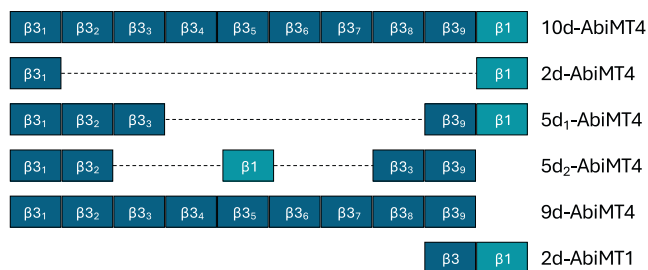 β3₁ β3₂ β3₃ β3₄ β3₅ β3₆ β3₇ β3₈ β3₉ β1 10d-AbiMT4
β3₁ β1 2d-AbiMT4
β3₁ β3₂ β3₃ β3₉ β1 5d₁-AbiMT4
β3₁ β3₂ β1 β3₃ β3₉ 5d₂-AbiMT4
β3₁ β3₂ β3₃ β3₄ β3₅ β3₆ β3₇ β3₈ β3₉ 9d-AbiMT4
β3 β1 2d-AbiMT1